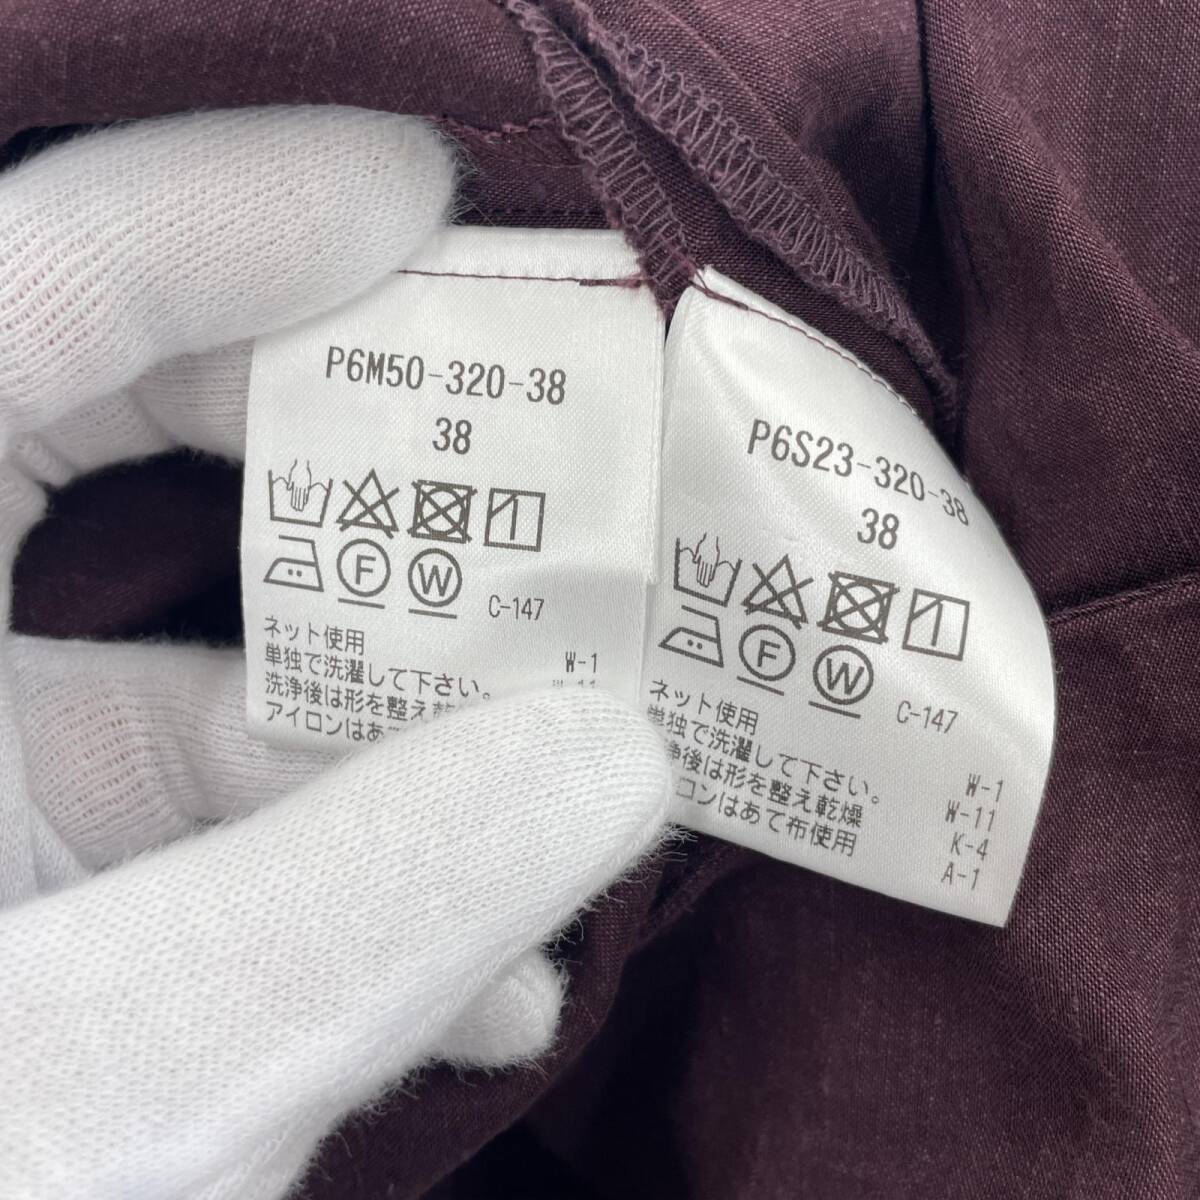 P6M50-320-38
38
F W C-147
ネット使用
単独で洗濯して下さい。
洗浄後は形を整え
アイロンはあて
W-1
W-11
P6S23-320-38
38
F W C-147
ネット使用
単独で洗濯して下さい。
浄後は形を整え乾燥
ロンはあて布使用
W-1
W-11
K-4
A-1